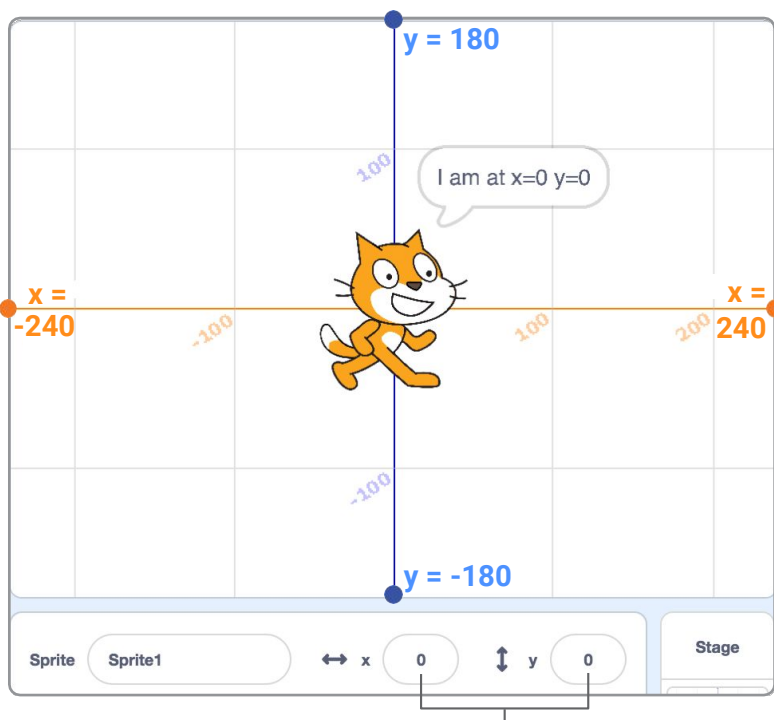 y = 180
100
I am at x=0 y=0
x =
-240
x =
240
-100
100
200
-100
y = -180
Sprite Sprite1 x 0 y 0
Stage